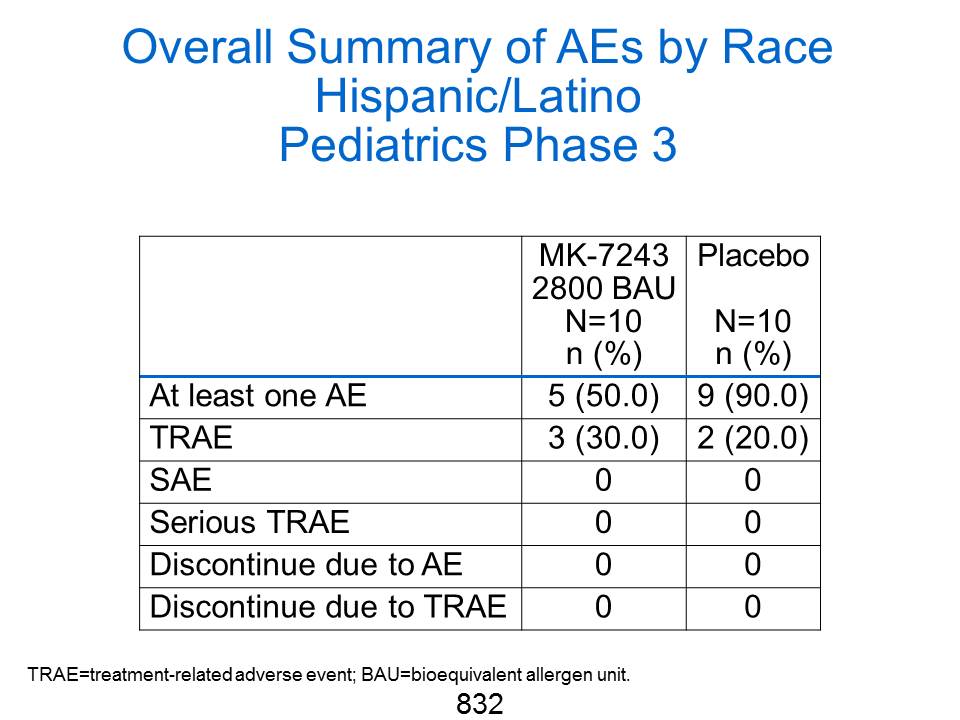 Overall Summary of AEs by Race
Hispanic/Latino
Pediatrics Phase 3
MK-7243 Placebo
2800 BAU
N=10 N=10
n (%) n (%)
At least one AE 5 (50.0) 9 (90.0)
TRAE 3 (30.0) 2 (20.0)
SAE 0 0
Serious TRAE 0 0
Discontinue due to AE 0 0
Discontinue due to TRAE 0 0
TRAE=treatment-related adverse event; BAU=bioequivalent allergen unit.
832